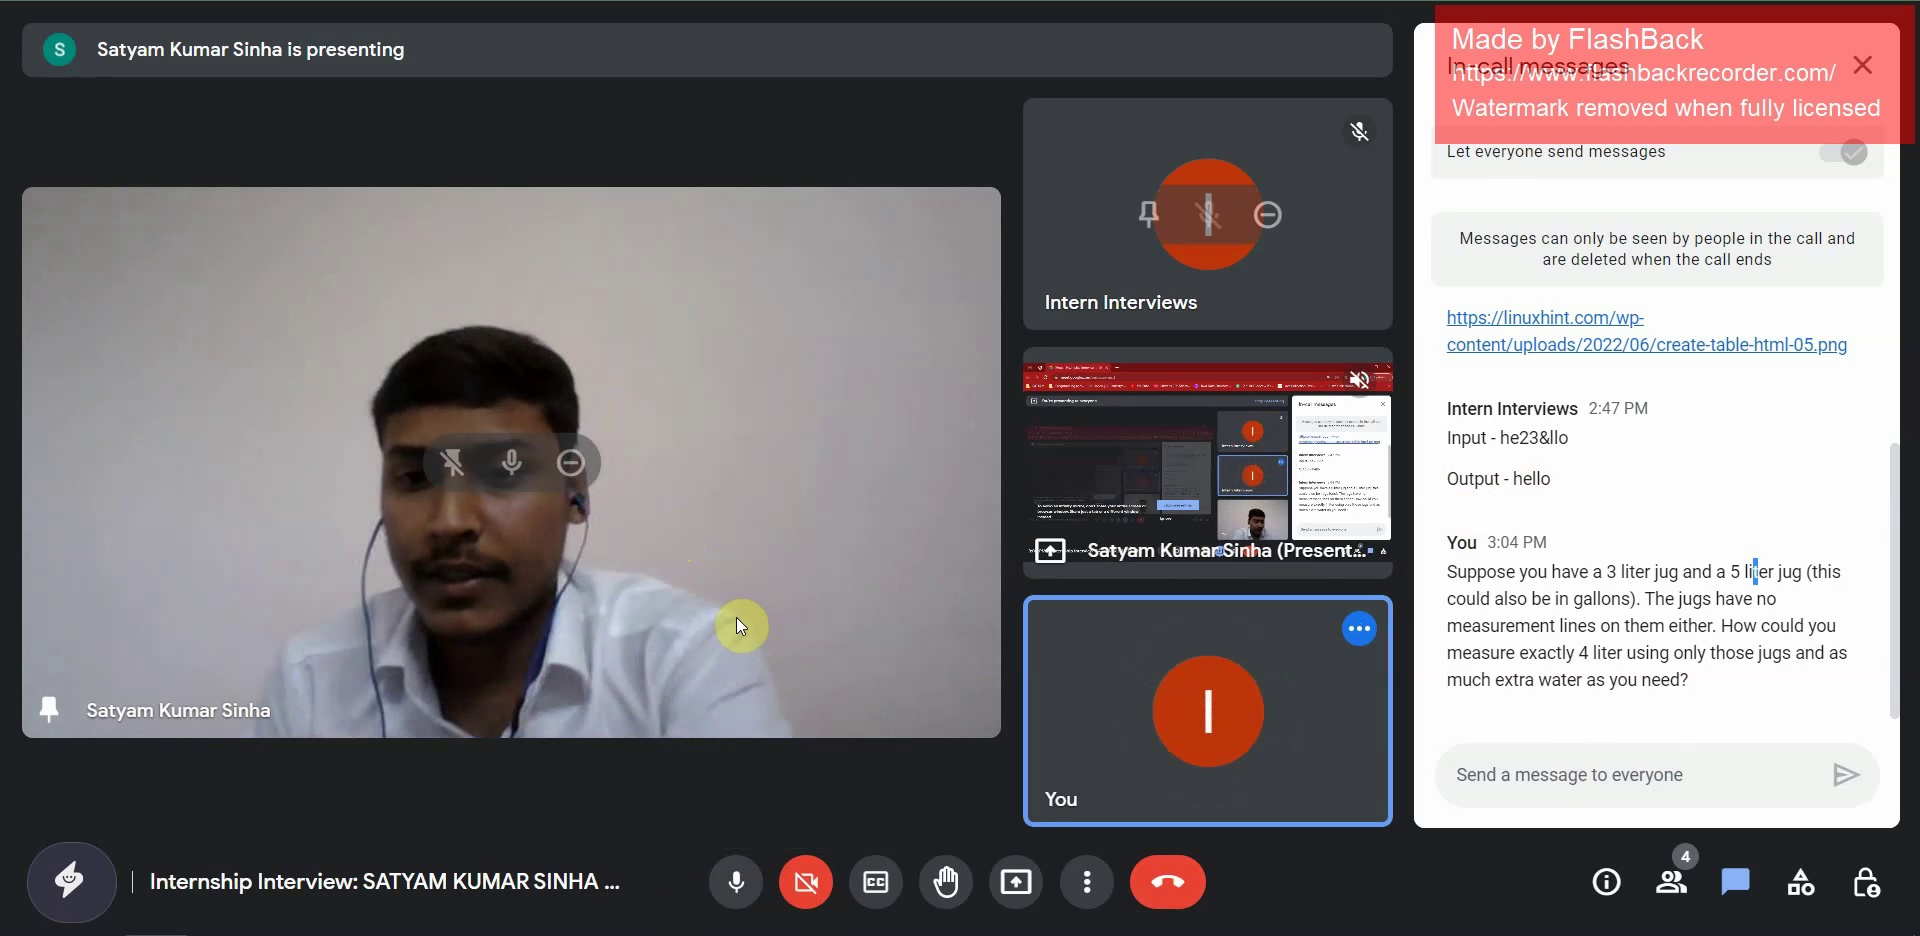 S
Satyam Kumar Sinha is presenting
Made by FlashBack
In-call messages
https://www.flashbackrecorder.com/
Watermark removed when fully licensed
Let everyone send messages
Messages can only be seen by people in the call and
are deleted when the call ends
https://linuxhint.com/wp-
content/uploads/2022/06/create-table-html-05.png
Intern Interviews 2:47 PM
Input - he23&llo
Output - hello
You 3:04 PM
Suppose you have a 3 liter jug and a 5 liter jug (this
could also be in gallons). The jugs have no
measurement lines on them either. How could you
measure exactly 4 liter using only those jugs and as
much extra water as you need?
Send a message to everyone
I
Intern Interviews
In-call messages
Satyam Kumar Sinha (Present...
I
You
Satyam Kumar Sinha
Internship Interview: SATYAM KUMAR SINHA ...
CC
4